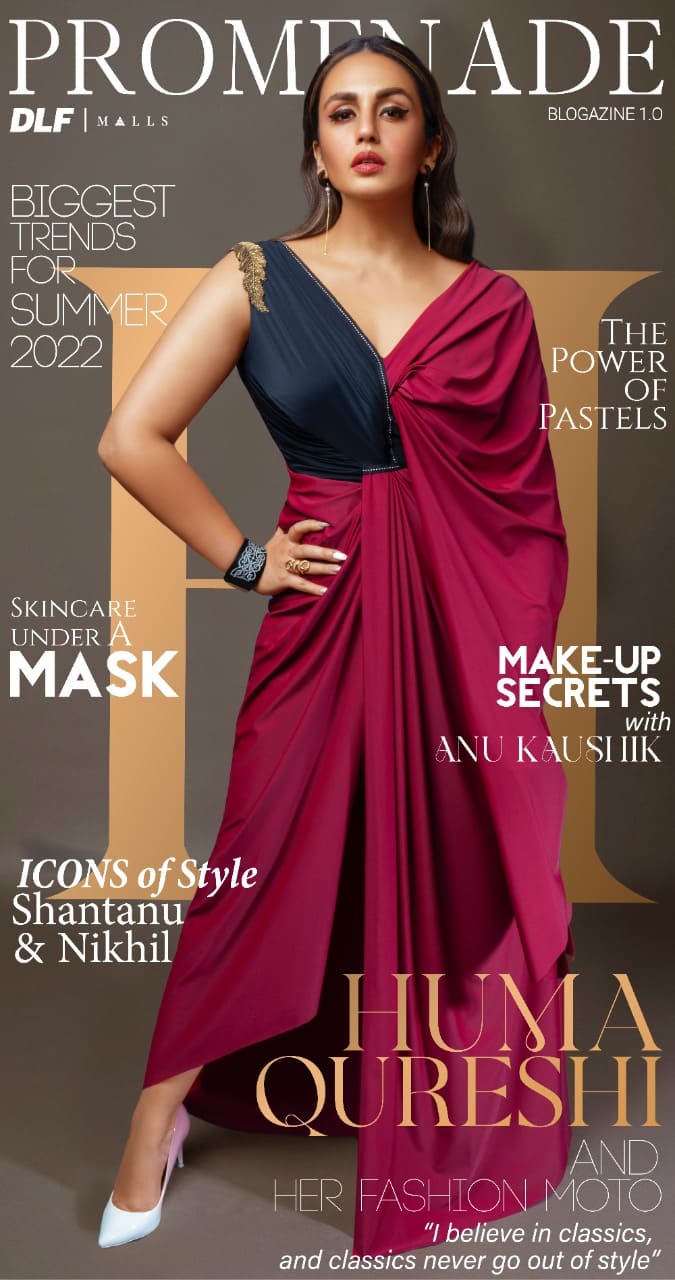 PROMENADE
DLF | MALLS
BLOGAZINE 1.0
BIGGEST
TRENDS
FOR
SUMMER
2022
H
THE
POWER
OF
PASTELS
SKINCARE
UNDER A
MASK
MAKE-UP
SECRETS
with
ANU KAUSHIK
ICONS of Style
Shantanu
& Nikhil
HUMA
QURESHI
AND
HER FASHION MOTO
“I believe in classics,
and classics never go out of style”